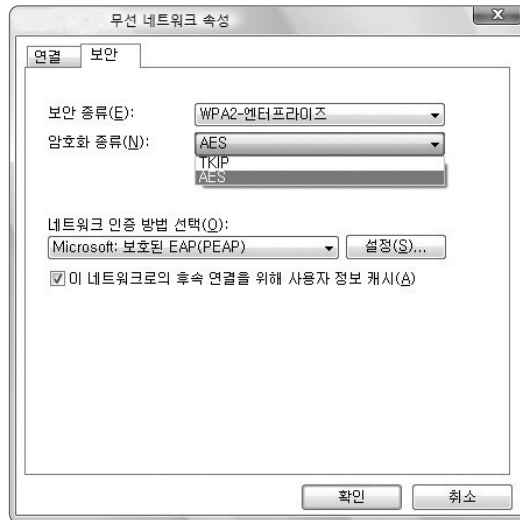 무선 네트워크 속성
연결 보안
보안 종류(E): WPA2-엔터프라이즈
암호화 종류(N): AES
TKIP
AES
네트워크 인증 방법 선택(O):
Microsoft: 보호된 EAP(PEAP) 설정(S)...
이 네트워크로의 후속 연결을 위해 사용자 정보 캐시(A)
확인 취소